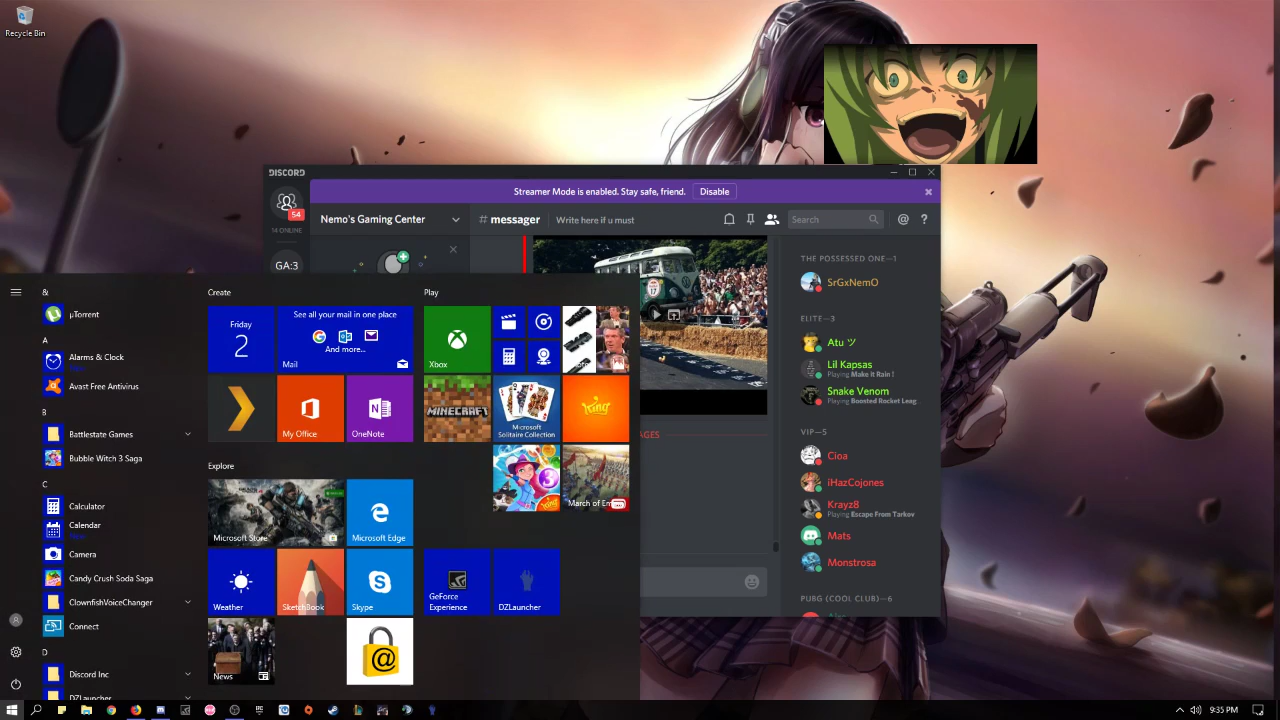 Recycle Bin
DISCORD
Streamer Mode is enabled. Stay safe, friend.
Disable
54
14 ONLINE
GA:3
Nemo's Gaming Center
# messager
Write here if u must
Search
@
?
17
AGES
THE POSSESSED ONE—1
SrGxNemO
ELITE—3
Atu ツ
Lil Kapsas
Playing Make it Rain !
Snake Venom
Playing Boosted Rocket Leag
VIP—5
Cioa
iHazCojones
Krayz8
Playing Escape From Tarkov
Mats
Monstrosa
PUBG (COOL CLUB)—6
&
µTorrent
A
Alarms & Clock
Avast Free Antivirus
B
Battlestate Games
Bubble Witch 3 Saga
C
Calculator
Calendar
Camera
Candy Crush Soda Saga
ClownfishVoiceChanger
Connect
D
Discord Inc
DZLauncher
Create
Friday
2
See all your mail in one place
And more...
Mail
My Office
OneNote
Explore
Microsoft Store
Microsoft Edge
Weather
SketchBook
Skype
News
@
Play
Xbox
MINECRAFT
Microsoft
Solitaire Collection
King
King
March of Em
GeForce
Experience
DZLauncher
9:35 PM